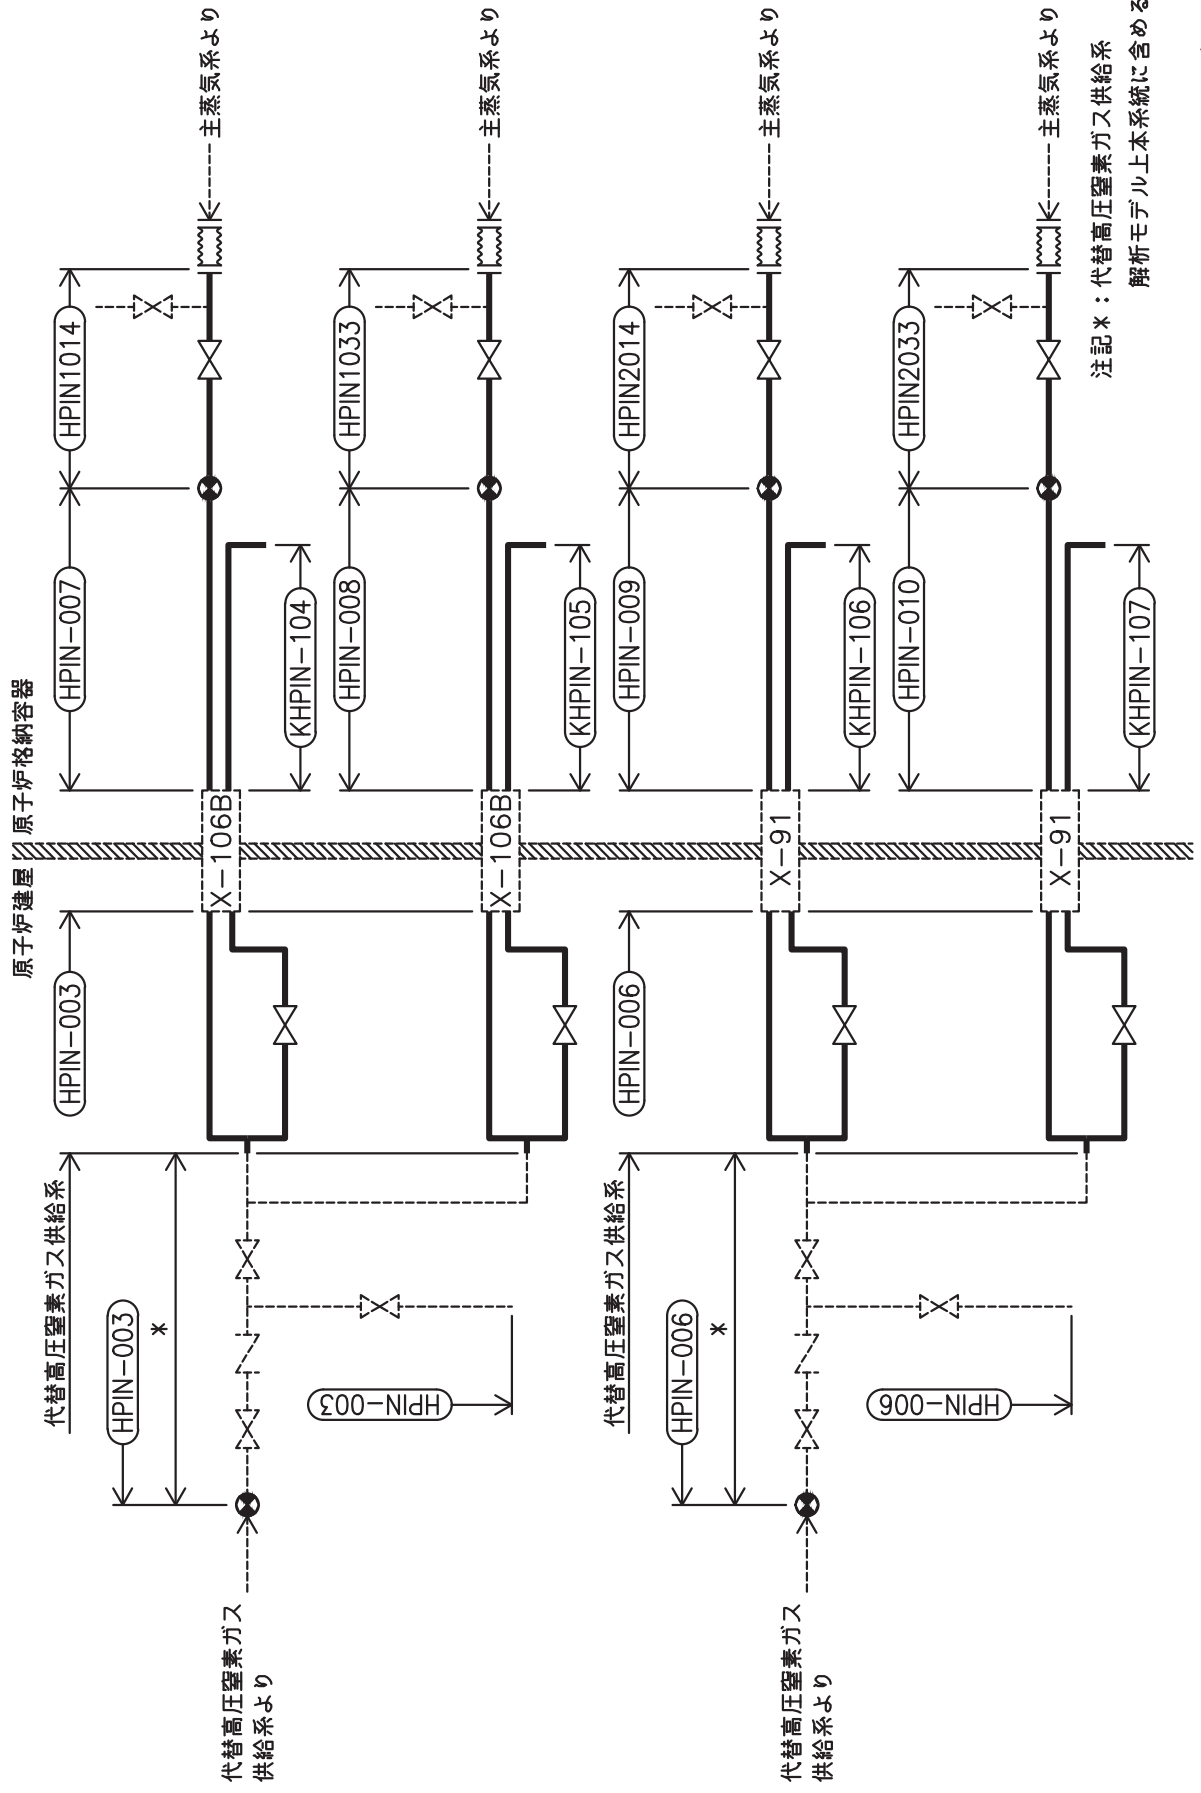 代替高圧窒素ガス
供給系より
代替高圧窒素ガス供給系
HPIN-003
*
HPIN-003
HPIN-003
原子炉建屋
原子炉格納容器
X-106B
HPIN-007
HPIN1014
KHPIN-104
主蒸気系より
X-106B
HPIN-008
HPIN1033
KHPIN-105
主蒸気系より
代替高圧窒素ガス
供給系より
代替高圧窒素ガス供給系
HPIN-006
*
HPIN-006
HPIN-006
X-91
HPIN-009
HPIN2014
KHPIN-106
主蒸気系より
X-91
HPIN-010
HPIN2033
KHPIN-107
主蒸気系より
注記*：代替高圧窒素ガス供給系
解析モデル上本系統に含める